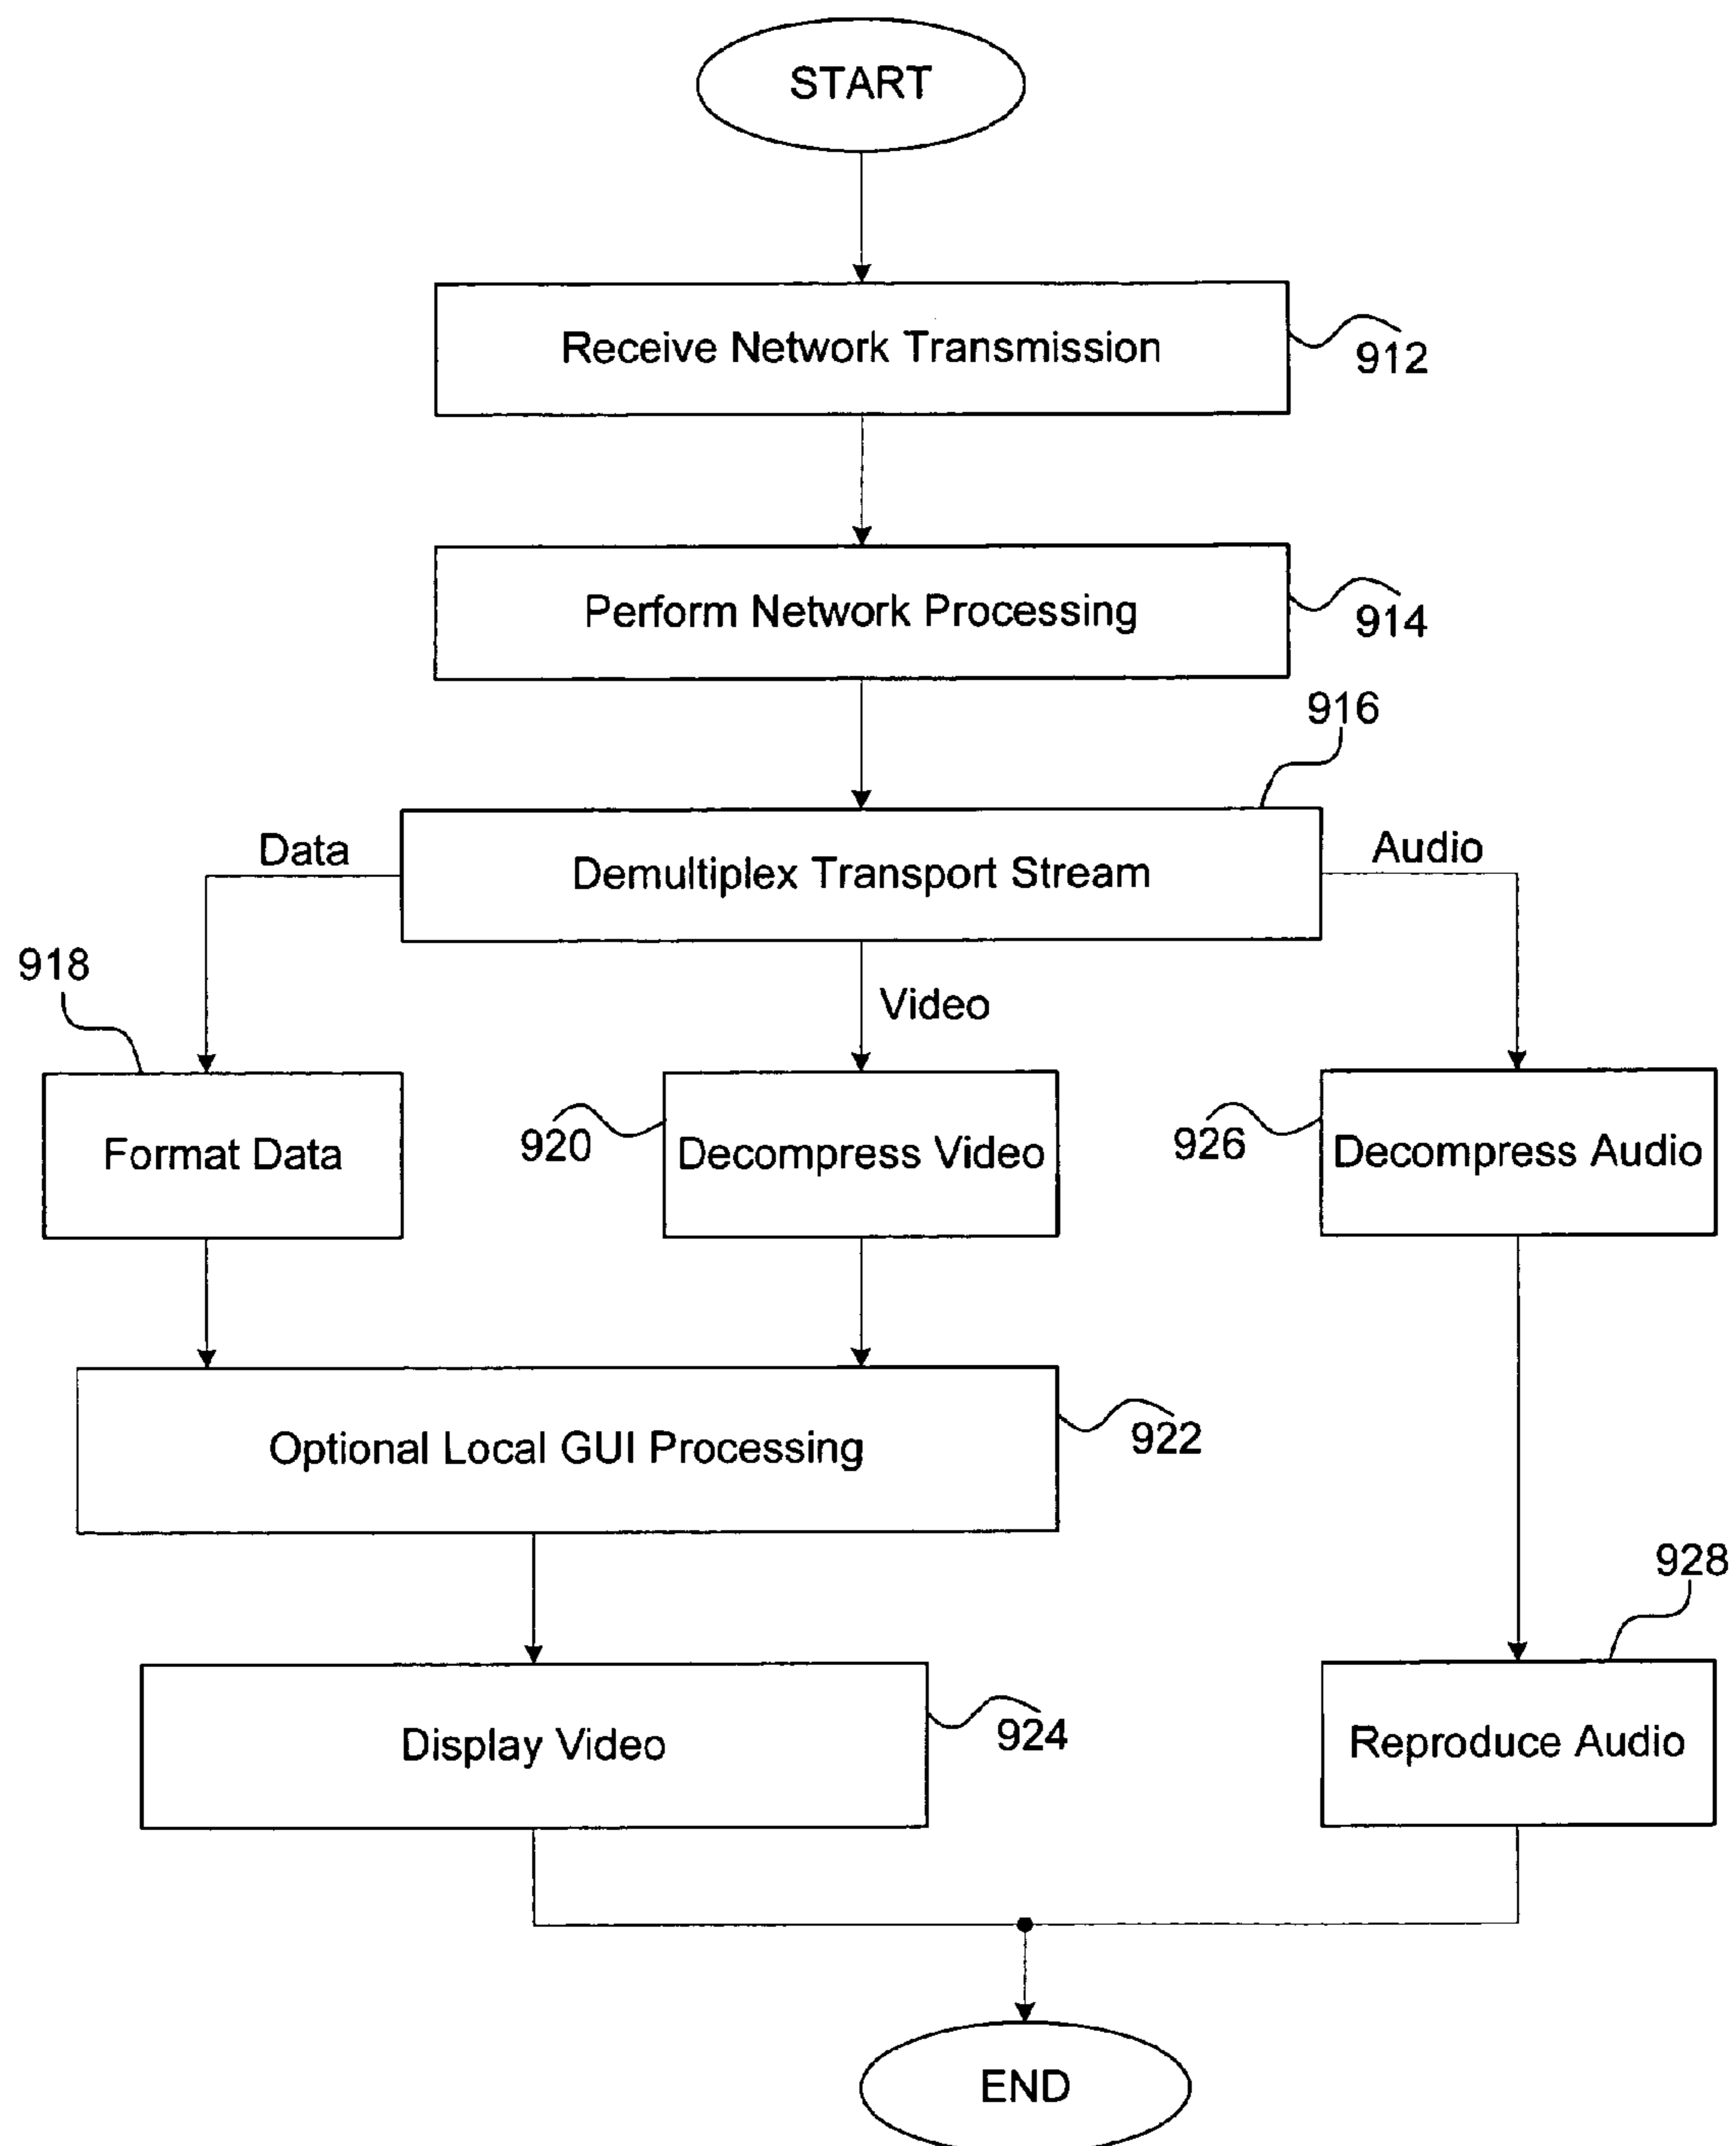 START
Receive Network Transmission
912
Perform Network Processing
914
916
Data
Demultiplex Transport Stream
Audio
918
Video
Format Data
920
Decompress Video
926
Decompress Audio
Optional Local GUI Processing
922
928
Display Video
924
Reproduce Audio
END